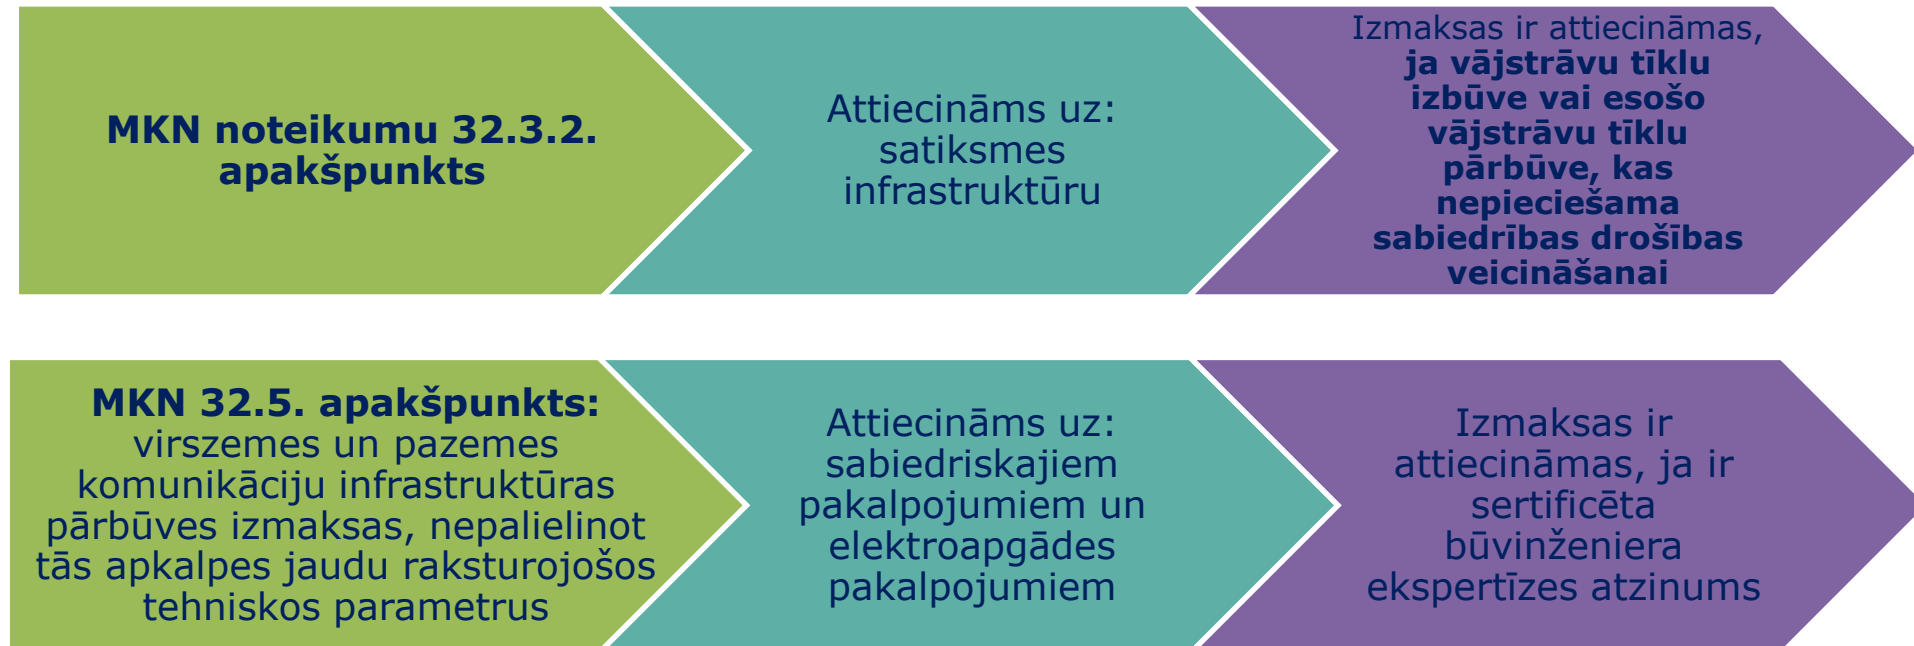 MKN noteikumu 32.3.2.
apakšpunkts
Attiecināms uz:
satiksmes
infrastruktūru
Izmaksas ir attiecināmas,
ja vājstrāvu tīklu
izbūve vai esošo
vājstrāvu tīklu
pārbūve, kas
nepieciešama
sabiedrības drošības
veicināšanai
MKN 32.5. apakšpunkts:
virszemes un pazemes
komunikāciju infrastruktūras
pārbūves izmaksas, nepalielinot
tās apkalpes jaudu raksturojošos
tehniskos parametrus
Attiecināms uz:
sabiedriskajiem
pakalpojumiem un
elektroapgādes
pakalpojumiem
Izmaksas ir
attiecināmas, ja ir
sertificēta
būvinženiera
ekspertīzes atzinums